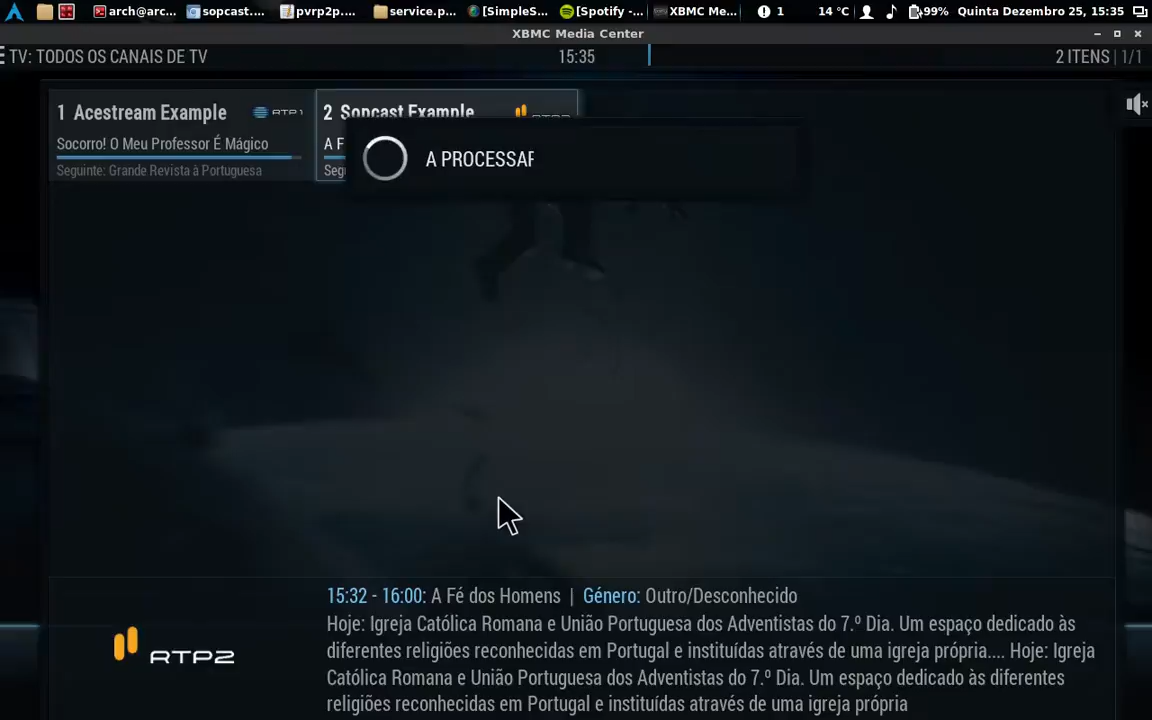 sopcast....
pvrp2p....
service.p...
[SimpleS...
[Spotify -...
XBMC Me...
1
14 °C
99%
Quinta Dezembro 25, 15:35
arch@arc...
XBMC Media Center
TV: TODOS OS CANAIS DE TV
15:35
2 ITENS | 1/1
1 Acestream Example
RTP1
Socorro! O Meu Professor É Mágico
Seguinte: Grande Revista à Portuguesa
2 Sopcast Example
A F
Segu
A PROCESSAR
15:32 - 16:00: A Fé dos Homens | Género: Outro/Desconhecido
Hoje: Igreja Católica Romana e União Portuguesa dos Adventistas do 7.º Dia. Um espaço dedicado às
diferentes religiões reconhecidas em Portugal e instituídas através de uma igreja própria.... Hoje: Igreja
Católica Romana e União Portuguesa dos Adventistas do 7.º Dia. Um espaço dedicado às diferentes
religiões reconhecidas em Portugal e instituídas através de uma igreja própria
RTP2